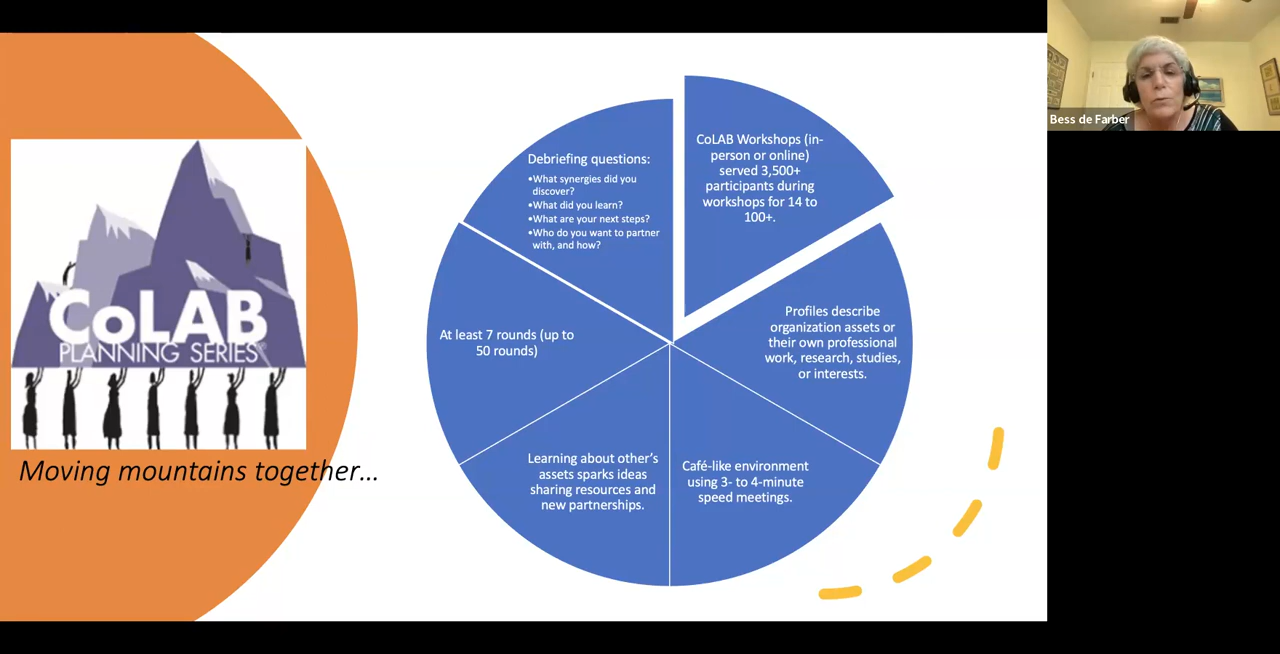 CoLAB
PLANNING SERIES®
Moving mountains together...
CoLAB Workshops (in-
person or online)
served 3,500+
participants during
workshops for 14 to
100+.
Profiles describe
organization assets or
their own professional
work, research, studies,
or interests.
Café-like environment
using 3- to 4-minute
speed meetings.
Learning about other's
assets sparks ideas
sharing resources and
new partnerships.
At least 7 rounds (up to
50 rounds)
Debriefing questions:
•What synergies did you
discover?
•What did you learn?
•What are your next steps?
•Who do you want to partner
with, and how?
Bess de Farber